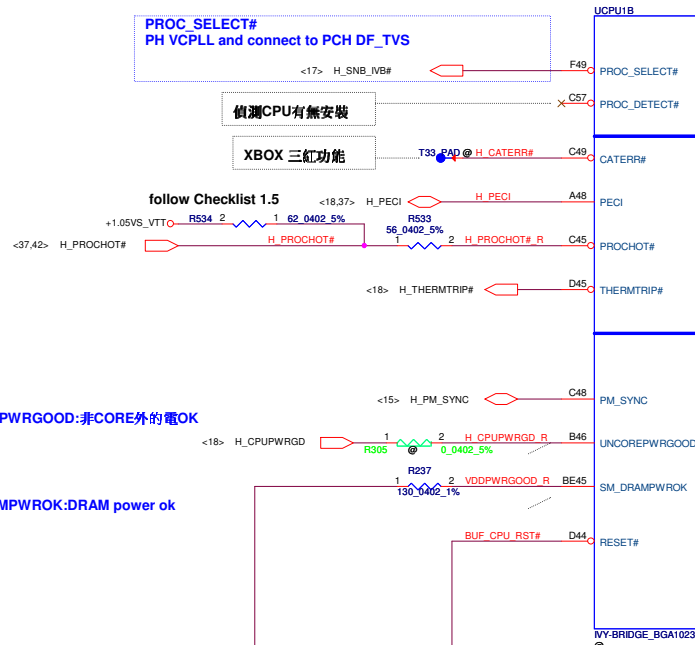 UCPU1B
PROC_SELECT#
PH VCPLL and connect to PCH DF_TVS
<17> H_SNB_IVB#
F49 PROC_SELECT#
偵測CPU有無安裝
C57 PROC_DETECT#
XBOX 三紅功能
T33 PAD @ H_CATERR#
C49 CATERR#
follow Checklist 1.5
<18,37> H_PECI
H_PECI
A48 PECI
+1.05VS_VTT R534 2 1 62_0402_5%
R533
56_0402_5%
<37,42> H_PROCHOT#
H_PROCHOT# 1 2 H_PROCHOT#_R C45 PROCHOT#
<18> H_THERMTRIP#
D45 THERMTRIP#
<15> H_PM_SYNC
C48 PM_SYNC
PWRGOOD:非CORE外的電OK
<18> H_CPUPWRGD
1 2 H_CPUPWRGD_R B46 UNCOREPWRGOOD
R305 @ 0_0402_5%
R237
1 2 VDDPWRGOOD_R BE45 SM_DRAMPWROK
130_0402_1%
MPWROK:DRAM power ok
BUF_CPU_RST# D44 RESET#
IVY-BRIDGE_BGA1023
@